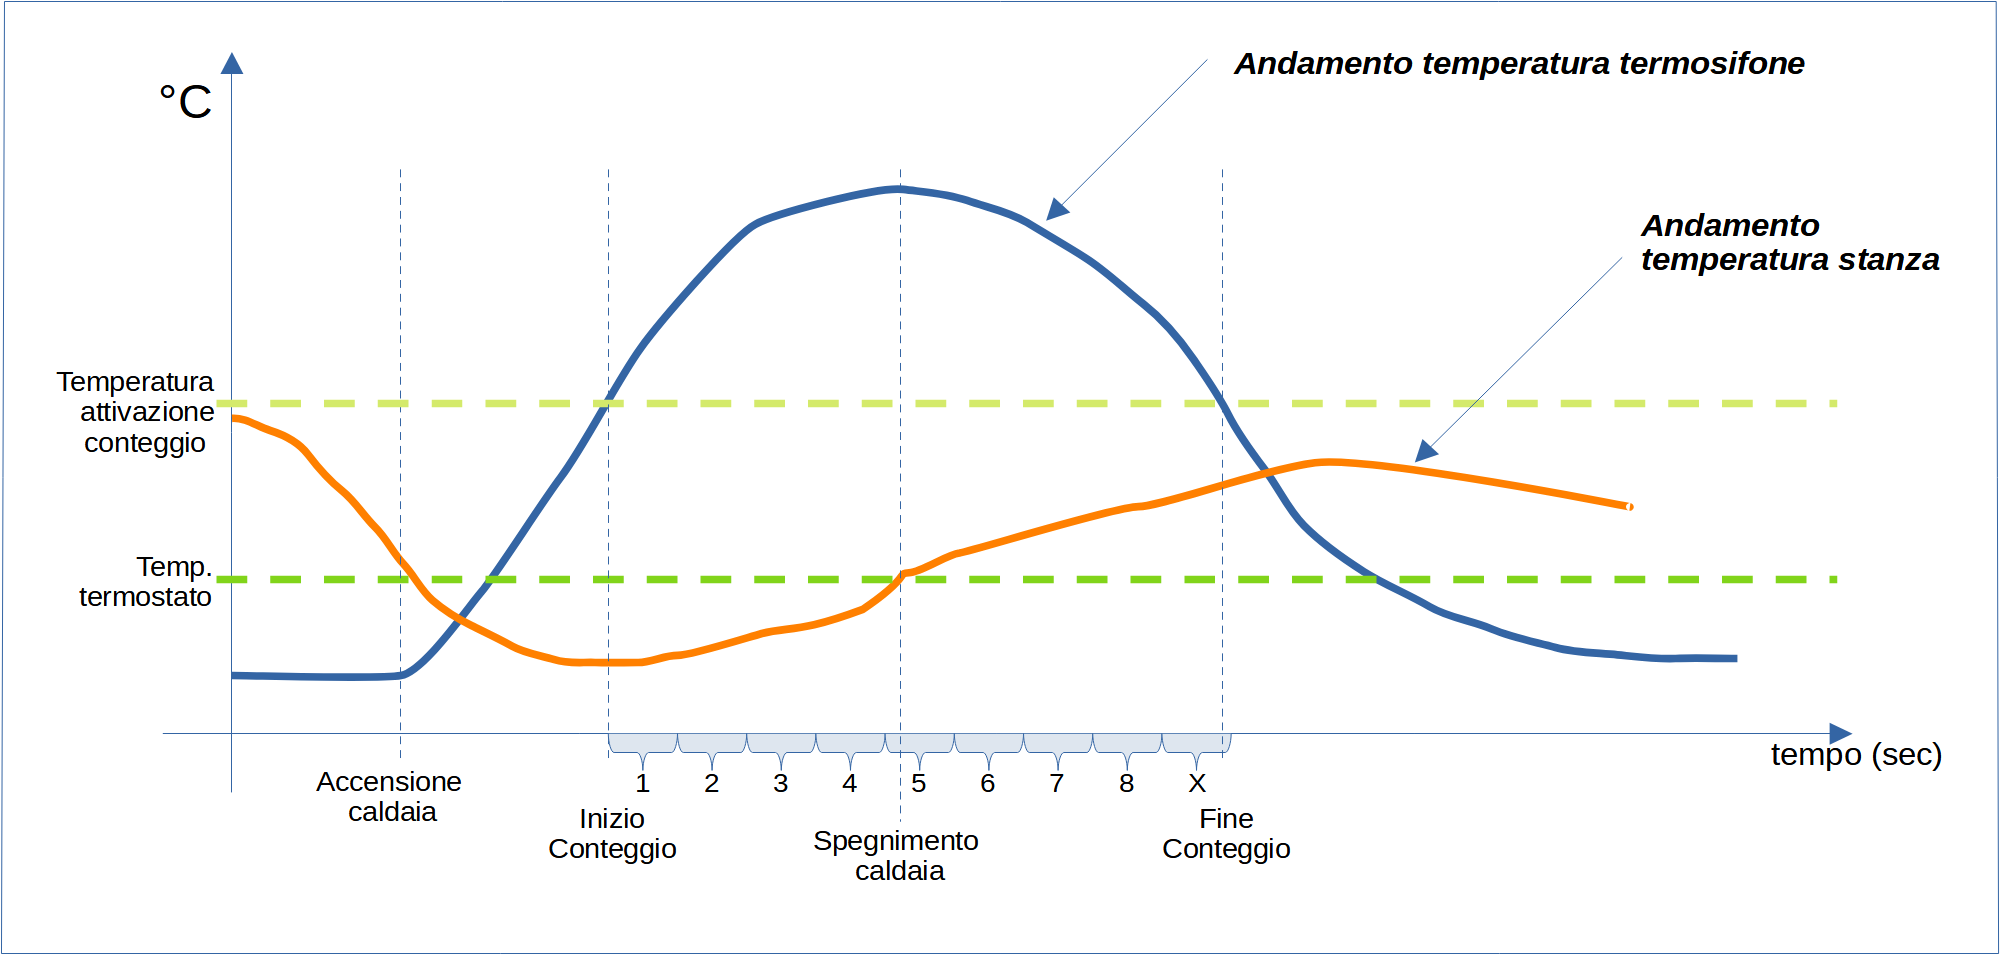 Andamento temperatura termosifone
°C
Andamento
temperatura stanza
Temperatura
attivazione
conteggio
Temp.
termostato
tempo (sec)
1 2 3 4 5 6 7 8 X
Accensione
caldaia
Inizio
Conteggio
Spegnimento
caldaia
Fine
Conteggio